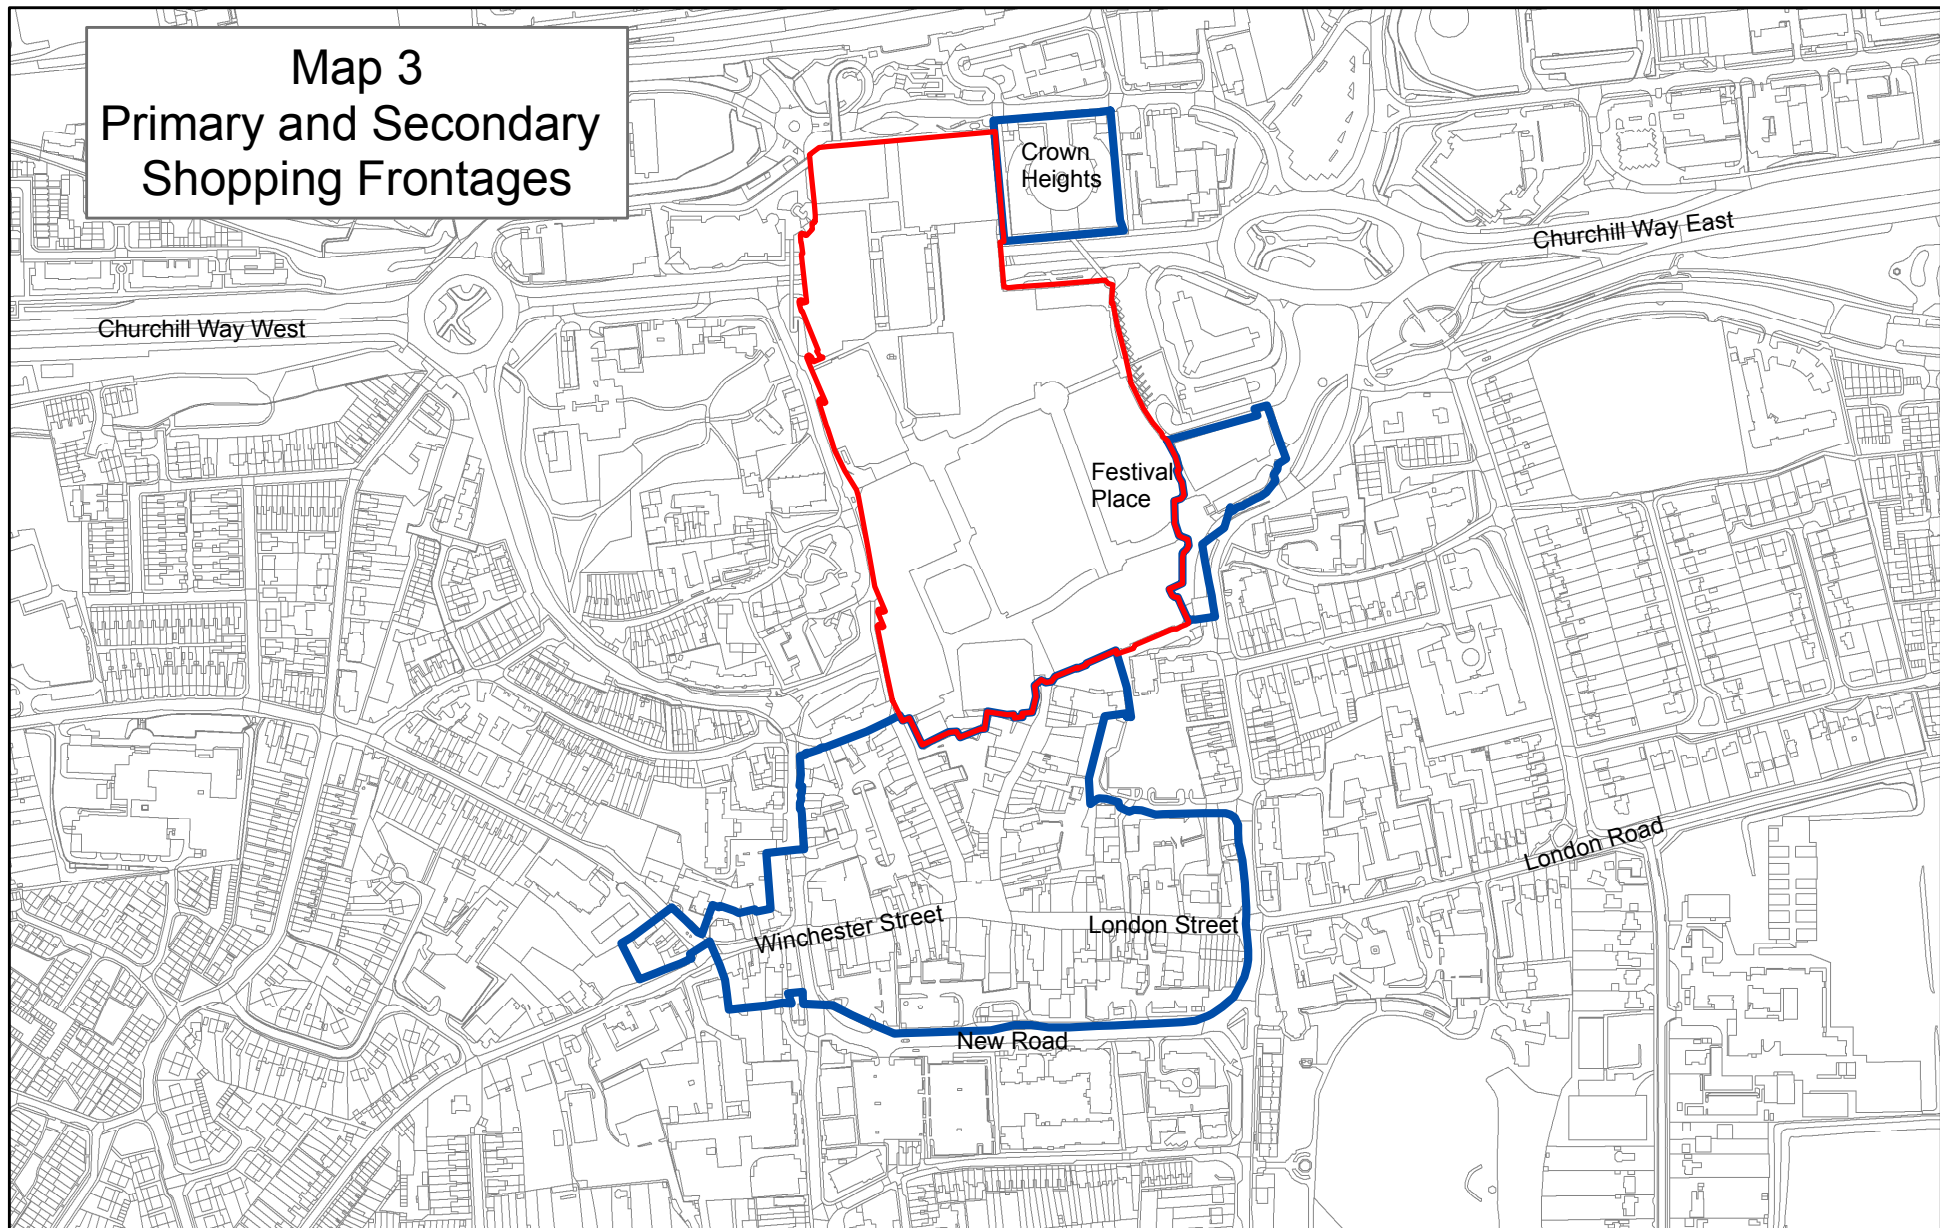 Map 3
Primary and Secondary
Shopping Frontages
Crown
Heights
Churchill Way East
Churchill Way West
Festival
Place
London Road
Winchester Street
London Street
New Road